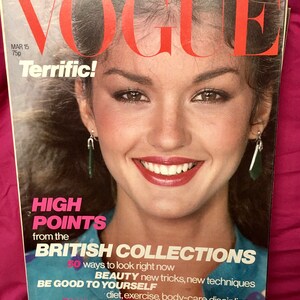 VOGUE
MAR 15
75p
Terrific!
HIGH
POINTS
from the
BRITISH COLLECTIONS
50 ways to look right now
BEAUTY new tricks, new techniques
BE GOOD TO YOURSELF
diet, exercise, body-care